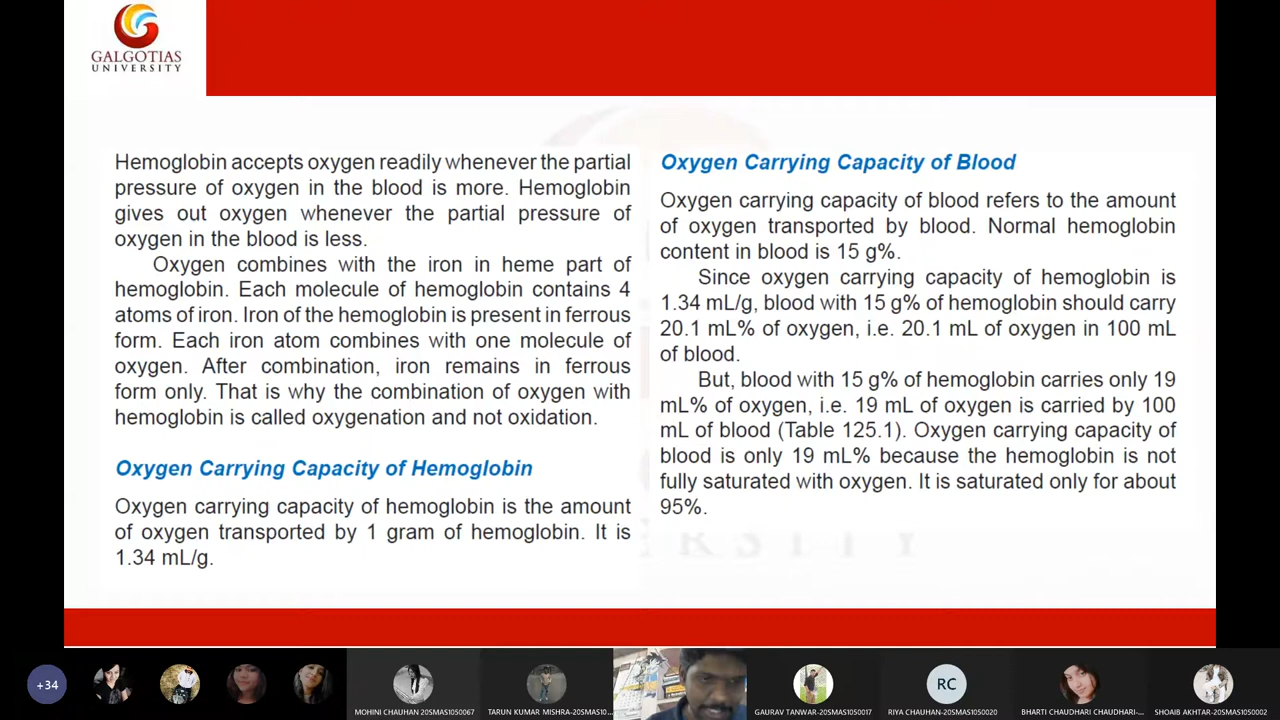 GALGOTIAS
UNIVERSITY
Hemoglobin accepts oxygen readily whenever the partial
pressure of oxygen in the blood is more. Hemoglobin
gives out oxygen whenever the partial pressure of
oxygen in the blood is less.
Oxygen combines with the iron in heme part of
hemoglobin. Each molecule of hemoglobin contains 4
atoms of iron. Iron of the hemoglobin is present in ferrous
form. Each iron atom combines with one molecule of
oxygen. After combination, iron remains in ferrous
form only. That is why the combination of oxygen with
hemoglobin is called oxygenation and not oxidation.
Oxygen Carrying Capacity of Hemoglobin
Oxygen carrying capacity of hemoglobin is the amount
of oxygen transported by 1 gram of hemoglobin. It is
1.34 mL/g.
Oxygen Carrying Capacity of Blood
Oxygen carrying capacity of blood refers to the amount
of oxygen transported by blood. Normal hemoglobin
content in blood is 15 g%.
Since oxygen carrying capacity of hemoglobin is
1.34 mL/g, blood with 15 g% of hemoglobin should carry
20.1 mL% of oxygen, i.e. 20.1 mL of oxygen in 100 mL
of blood.
But, blood with 15 g% of hemoglobin carries only 19
mL% of oxygen, i.e. 19 mL of oxygen is carried by 100
mL of blood (Table 125.1). Oxygen carrying capacity of
blood is only 19 mL% because the hemoglobin is not
fully saturated with oxygen. It is saturated only for about
95%.
ERSITY
+34
MOHINI CHAUHAN 20SMAS1050067
TARUN KUMAR MISHRA-20SMAS10...
GAURAV TANWAR-20SMAS1050017
RC
RIYA CHAUHAN-20SMAS1050020
BHARTI CHAUDHARI CHAUDHARI-...
SHOAIB AKHTAR-20SMAS1050002